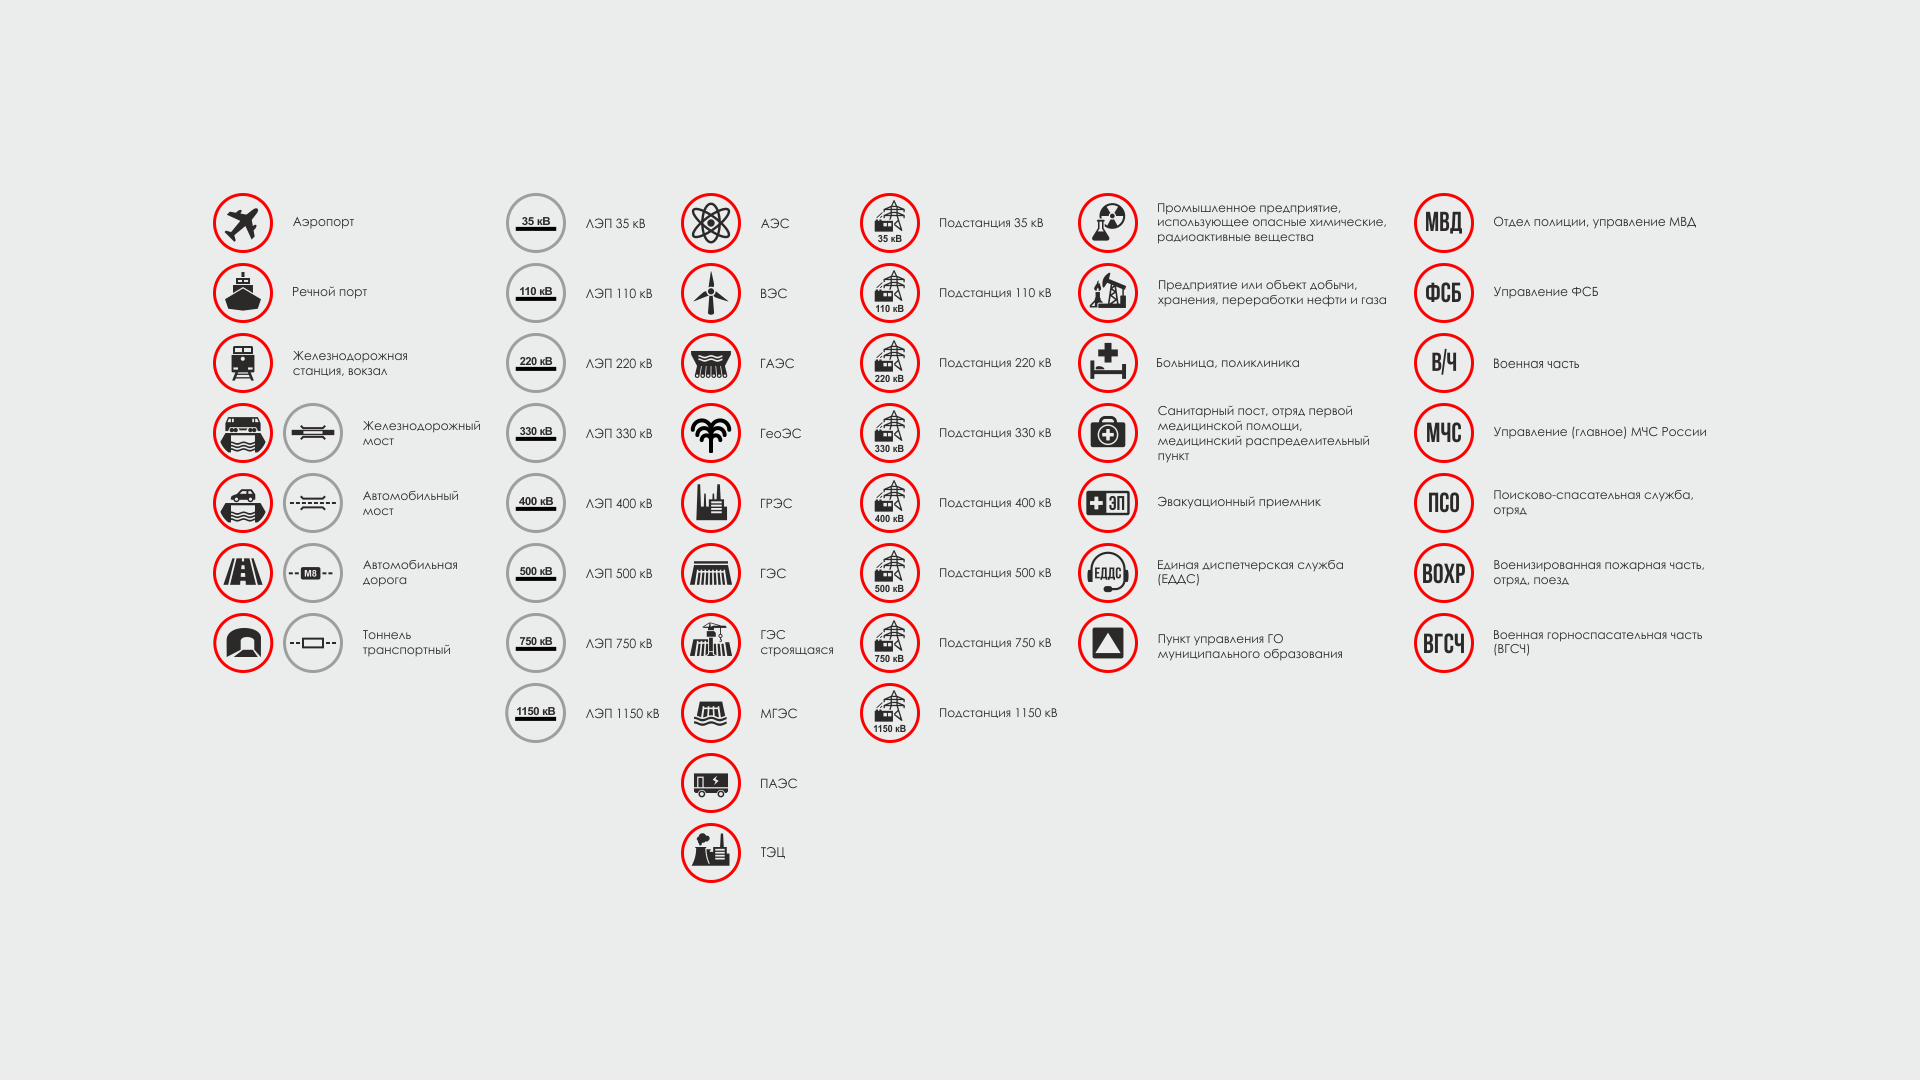 Аэропорт
Речной порт
Железнодорожная
станция, вокзал
Железнодорожный
мост
Автомобильный
мост
М8
Автомобильная
дорога
Тоннель
транспортный
35 кВ
ЛЭП 35 кВ
110 кВ
ЛЭП 110 кВ
220 кВ
ЛЭП 220 кВ
330 кВ
ЛЭП 330 кВ
400 кВ
ЛЭП 400 кВ
500 кВ
ЛЭП 500 кВ
750 кВ
ЛЭП 750 кВ
1150 кВ
ЛЭП 1150 кВ
АЭС
ВЭС
ГАЭС
ГеоЭС
ГРЭС
ГЭС
ГЭС
строящаяся
МГЭС
ПАЭС
ТЭЦ
35 кВ
Подстанция 35 кВ
110 кВ
Подстанция 110 кВ
220 кВ
Подстанция 220 кВ
330 кВ
Подстанция 330 кВ
400 кВ
Подстанция 400 кВ
500 кВ
Подстанция 500 кВ
750 кВ
Подстанция 750 кВ
1150 кВ
Подстанция 1150 кВ
Промышленное предприятие,
использующее опасные химические,
радиоактивные вещества
Предприятие или объект добычи,
хранения, переработки нефти и газа
Больница, поликлиника
Санитарный пост, отряд первой
медицинской помощи,
медицинский распределительный
пункт
ЭП
Эвакуационный приемник
ЕДДС
Единая диспетчерская служба
(ЕДДС)
Пункт управления ГО
муниципального образования
МВД
Отдел полиции, управление МВД
ФСБ
Управление ФСБ
В/Ч
Военная часть
МЧС
Управление (главное) МЧС России
ПСО
Поисково-спасательная служба,
отряд
ВОХР
Военизированная пожарная часть,
отряд, поезд
ВГСЧ
Военная горноспасательная часть
(ВГСЧ)